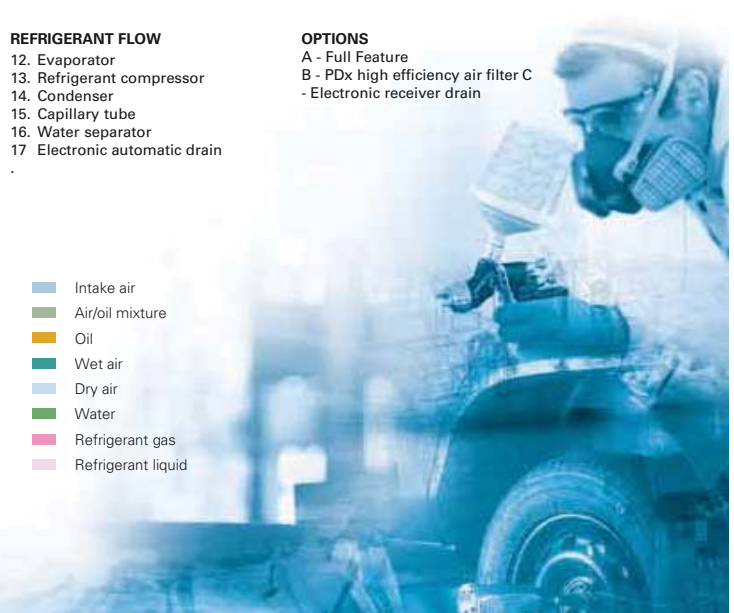 REFRIGERANT FLOW
12. Evaporator
13. Refrigerant compressor
14. Condenser
15. Capillary tube
16. Water separator
17 Electronic automatic drain
.
OPTIONS
A - Full Feature
B - PDx high efficiency air filter C
- Electronic receiver drain
Intake air
Air/oil mixture
Oil
Wet air
Dry air
Water
Refrigerant gas
Refrigerant liquid